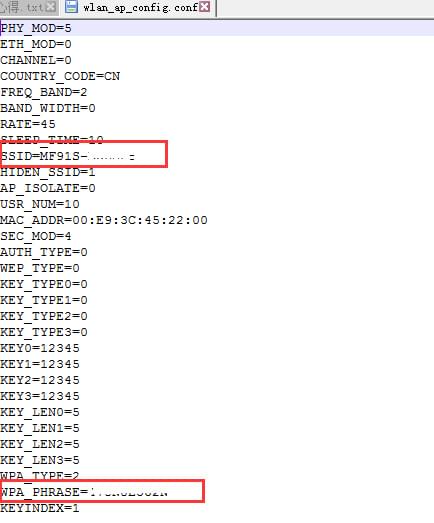 心得.txt wlan_ap_config.conf
PHY_MOD=5
ETH_MOD=0
CHANNEL=0
COUNTRY_CODE=CN
FREQ_BAND=2
BAND_WIDTH=0
RATE=45
SLEEP_TIME=10
SSID=MF91S-
HIDEN_SSID=1
AP_ISOLATE=0
USR_NUM=10
MAC_ADDR=00:E9:3C:45:22:00
SEC_MOD=4
AUTH_TYPE=0
WEP_TYPE=0
KEY_TYPE0=0
KEY_TYPE1=0
KEY_TYPE2=0
KEY_TYPE3=0
KEY0=12345
KEY1=12345
KEY2=12345
KEY3=12345
KEY_LEN0=5
KEY_LEN1=5
KEY_LEN2=5
KEY_LEN3=5
WPA_TYPE=2
WPA_PHRASE=
KEYINDEX=1